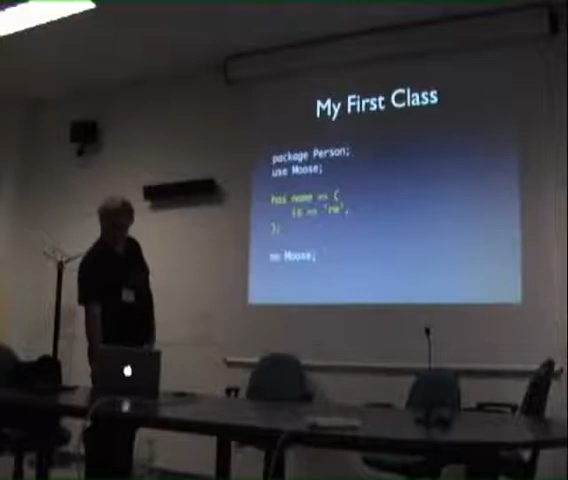 My First Class
package Person;
use Moose;
has name => (
is => 'rw',
);
no Moose;